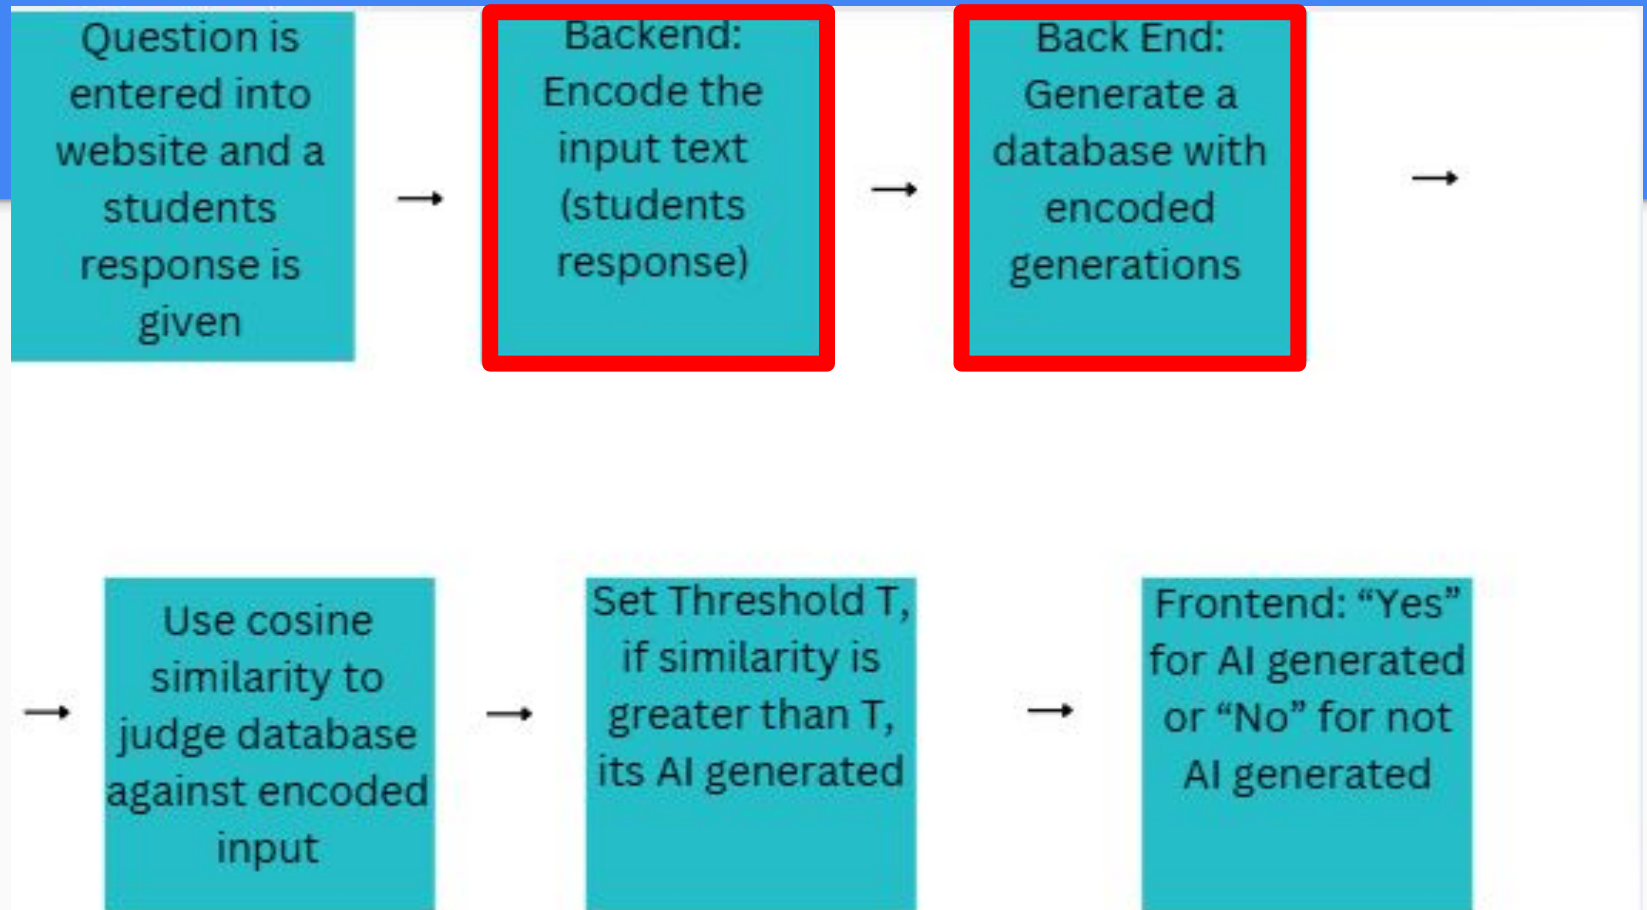 Question is
entered into
website and a
students
response is
given
Backend:
Encode the
input text
(students
response)
Back End:
Generate a
database with
encoded
generations
Use cosine
similarity to
judge database
against encoded
input
Set Threshold T,
if similarity is
greater than T,
its AI generated
Frontend: “Yes”
for AI generated
or “No” for not
AI generated